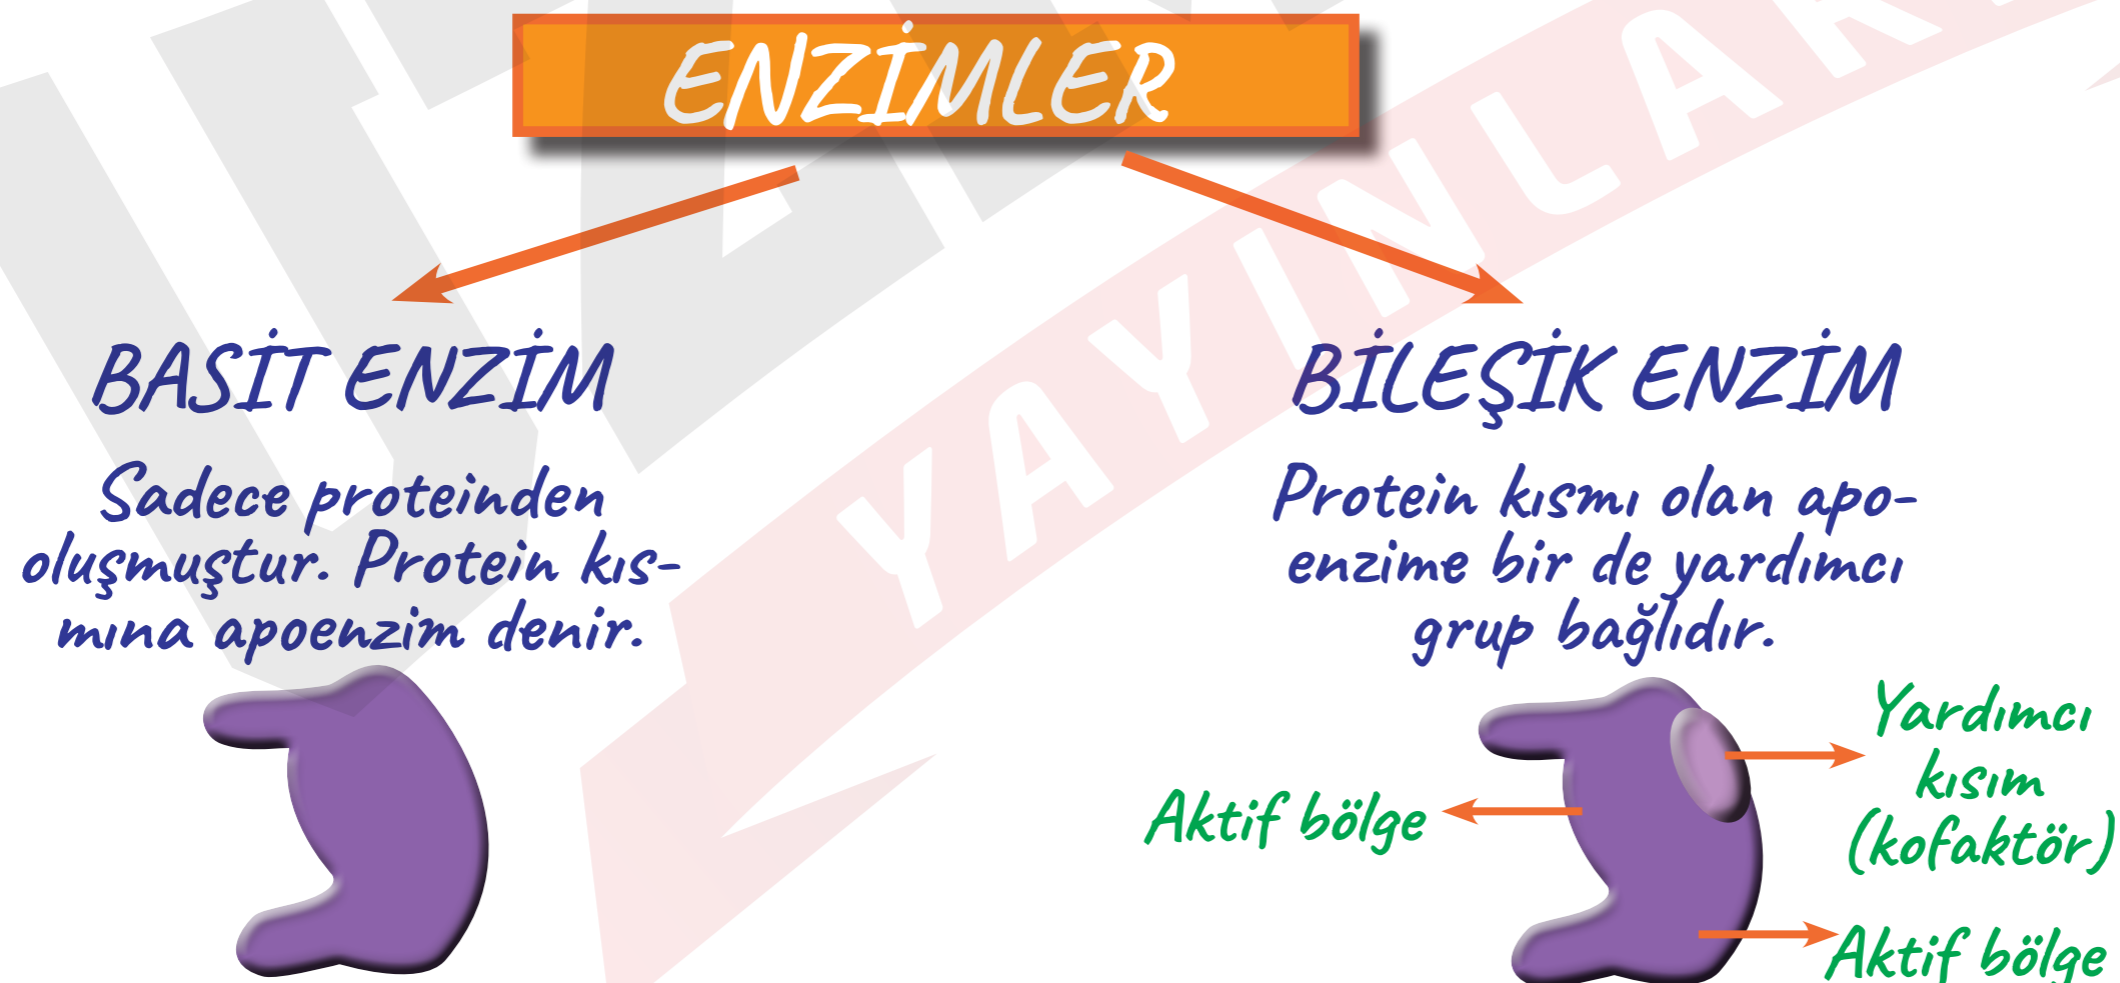 ENZİMLER
BASİT ENZİM
Sadece proteinden
oluşmuştur. Protein kıs-
mına apoenzim denir.
BİLEŞİK ENZİM
Protein kısmı olan apo-
enzime bir de yardımcı
grup bağlıdır.
Yardımcı
kısım
(kofaktör)
Aktif bölge
Aktif bölge
YAYINLAR